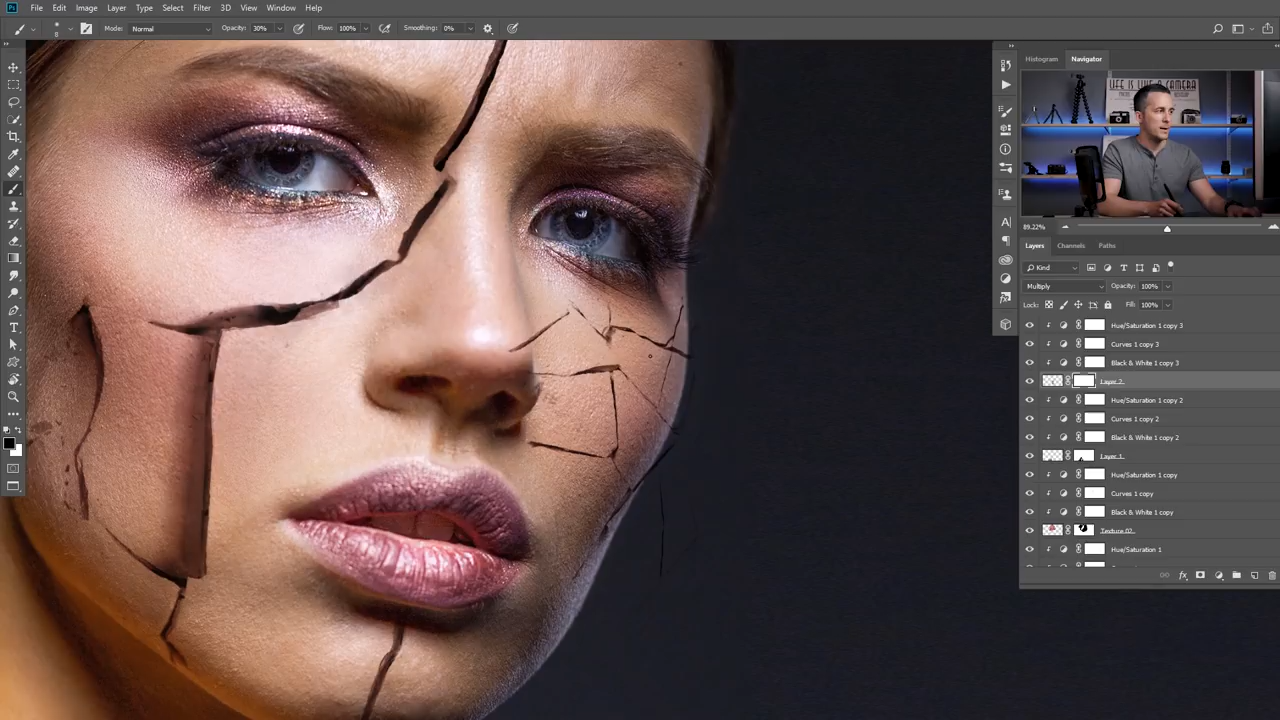 Ps File Edit Image Layer Type Select Filter 3D View Window Help
8 Mode: Normal Opacity: 30% Flow: 100% Smoothing: 0%
Histogram Navigator
LIFE IS LIKE A CAMERA
89.22%
Layers Channels Paths
Kind
Multiply Opacity: 100%
Lock: Fill: 100%
Hue/Saturation 1 copy 3
Curves 1 copy 3
Black & White 1 copy 3
Layer 2
Hue/Saturation 1 copy 2
Curves 1 copy 2
Black & White 1 copy 2
Layer 1
Hue/Saturation 1 copy
Curves 1 copy
Black & White 1 copy
Texture 02
Hue/Saturation 1
fx